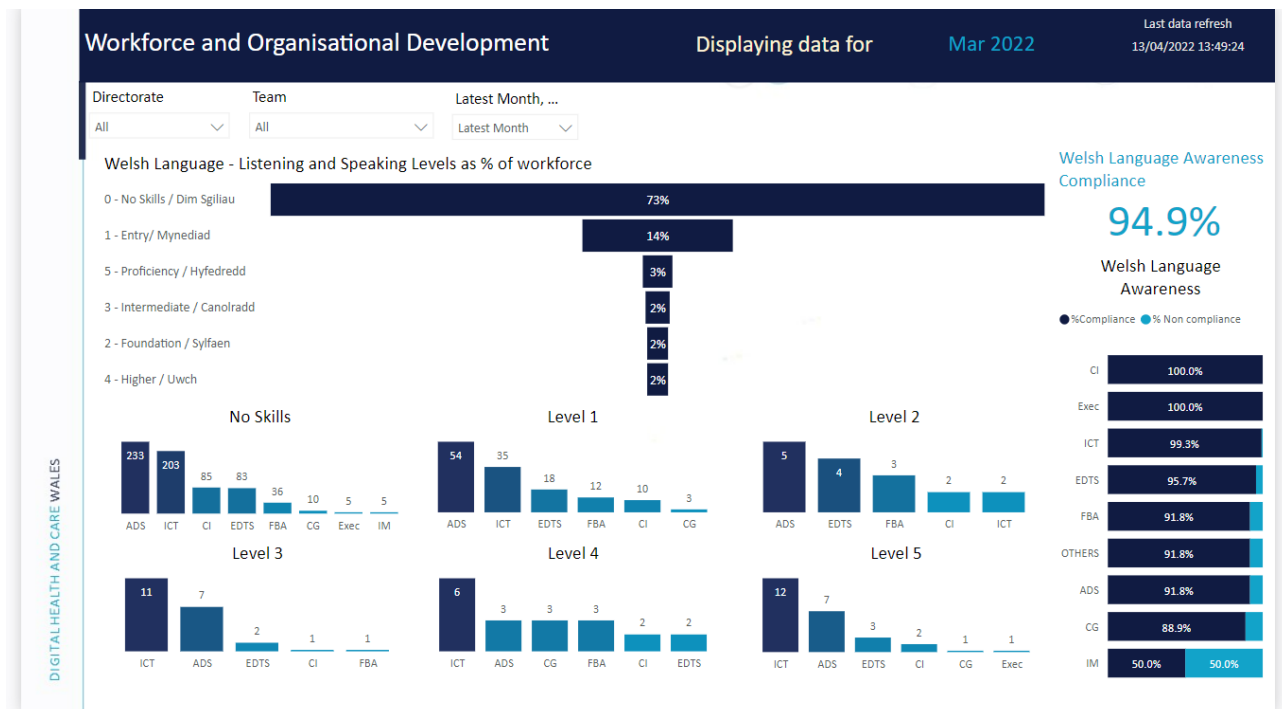 Workforce and Organisational Development
Displaying data for
Mar 2022
Last data refresh
13/04/2022 13:49:24
Directorate
All
Team
All
Latest Month, ...
Latest Month
Welsh Language - Listening and Speaking Levels as % of workforce
0 - No Skills / Dim Sgiliau
73%
1 - Entry/ Mynediad
14%
5 - Proficiency / Hyfedredd
3%
3 - Intermediate / Canolradd
2%
2 - Foundation / Sylfaen
2%
4 - Higher / Uwch
2%
No Skills
233 203 85 83 36 10 5 5
ADS ICT CI EDTS FBA CG Exec IM
Level 1
54 35 18 12 10 3
ADS ICT EDTS FBA CI CG
Level 2
5 4 3 2 2
ADS EDTS FBA CI ICT
Level 3
11 7 2 1 1
ICT ADS EDTS CI FBA
Level 4
6 3 3 3 2 2
ICT ADS CG FBA CI EDTS
Level 5
12 7 3 2 1 1
ICT ADS EDTS CI CG Exec
Welsh Language Awareness
Compliance
94.9%
Welsh Language
Awareness
%Compliance % Non compliance
CI 100.0%
Exec 100.0%
ICT 99.3%
EDTS 95.7%
FBA 91.8%
OTHERS 91.8%
ADS 91.8%
CG 88.9%
IM 50.0% 50.0%
DIGITAL HEALTH AND CARE WALES